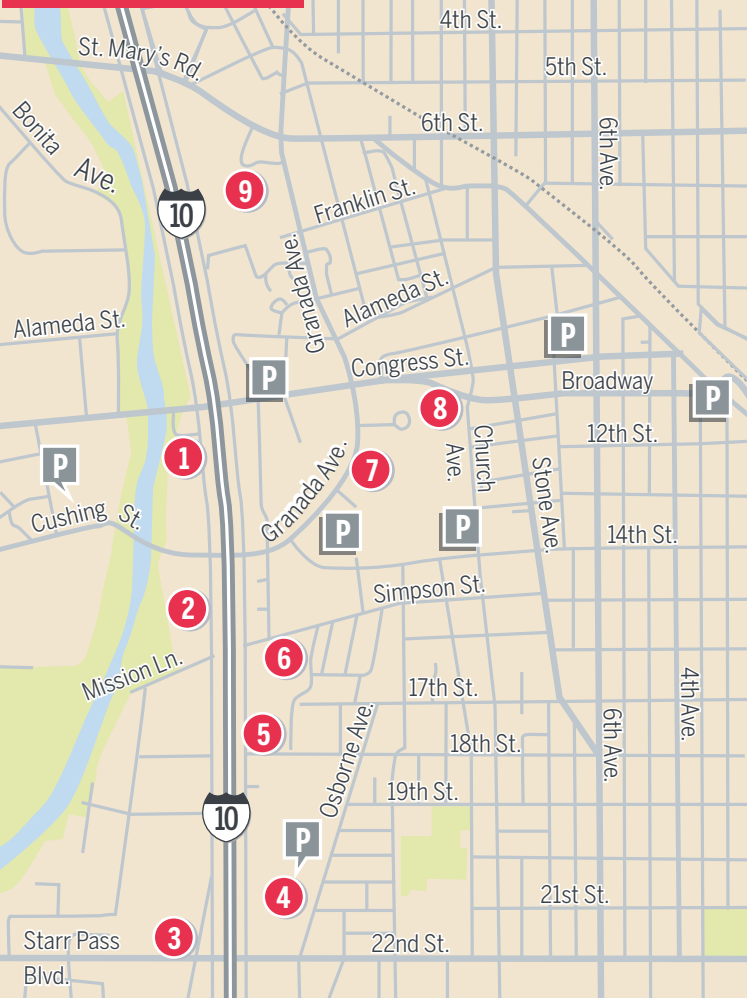 4th St.
St. Mary's Rd.
5th St.
6th St.
6th Ave.
Bonita Ave.
9
10
Franklin St.
Granada Ave.
Alameda St.
Alameda St.
P
Congress St.
P
Broadway
P
8
12th St.
1
P
7
Church Ave.
Granada Ave.
Stone Ave.
Cushing St.
P
P
14th St.
Simpson St.
2
6
Mission Ln.
17th St.
4th Ave.
5
18th St.
6th Ave.
Osborne Ave.
19th St.
10
P
4
21st St.
3
Starr Pass
Blvd.
22nd St.